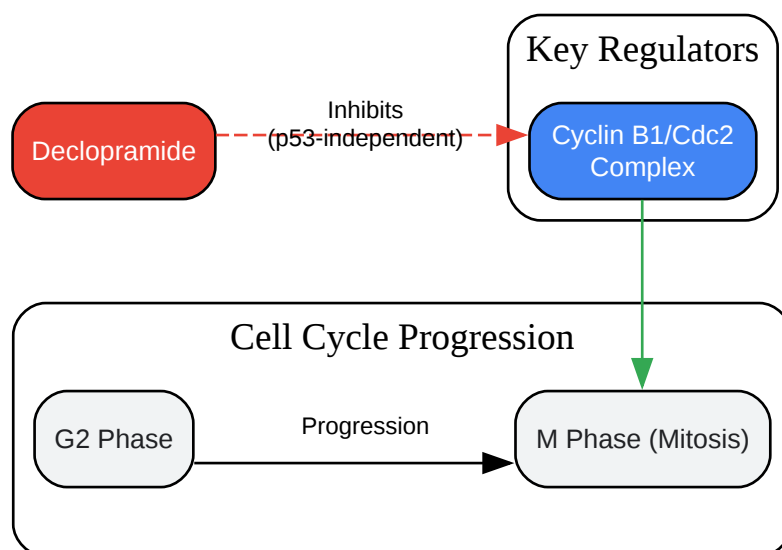 Key Regulators
Declopramide
Inhibits
(p53-independent)
Cyclin B1/Cdc2
Complex
Cell Cycle Progression
G2 Phase
Progression
M Phase (Mitosis)